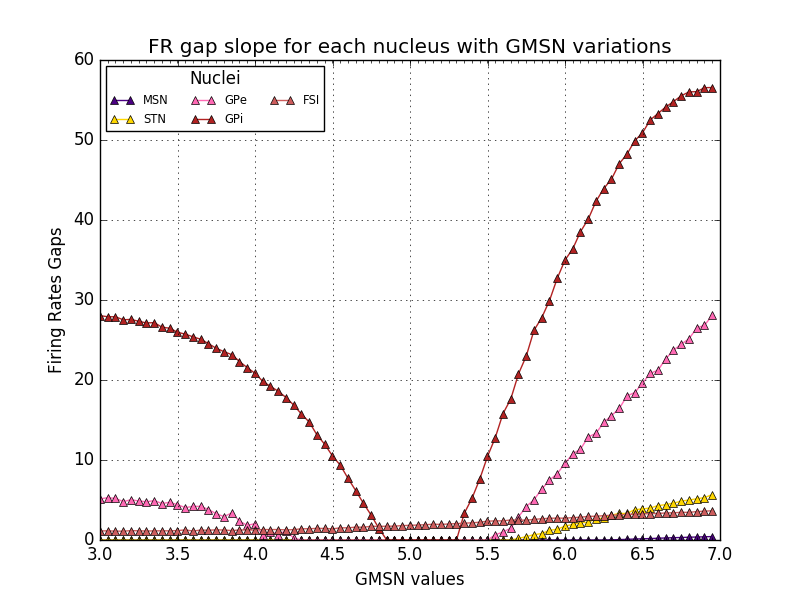 FR gap slope for each nucleus with GMSN variations
Nuclei
MSN GPe FSI
STN GPi
60
50
40
30
20
10
0
Firing Rates Gaps
3.0 3.5 4.0 4.5 5.0 5.5 6.0 6.5 7.0
GMSN values